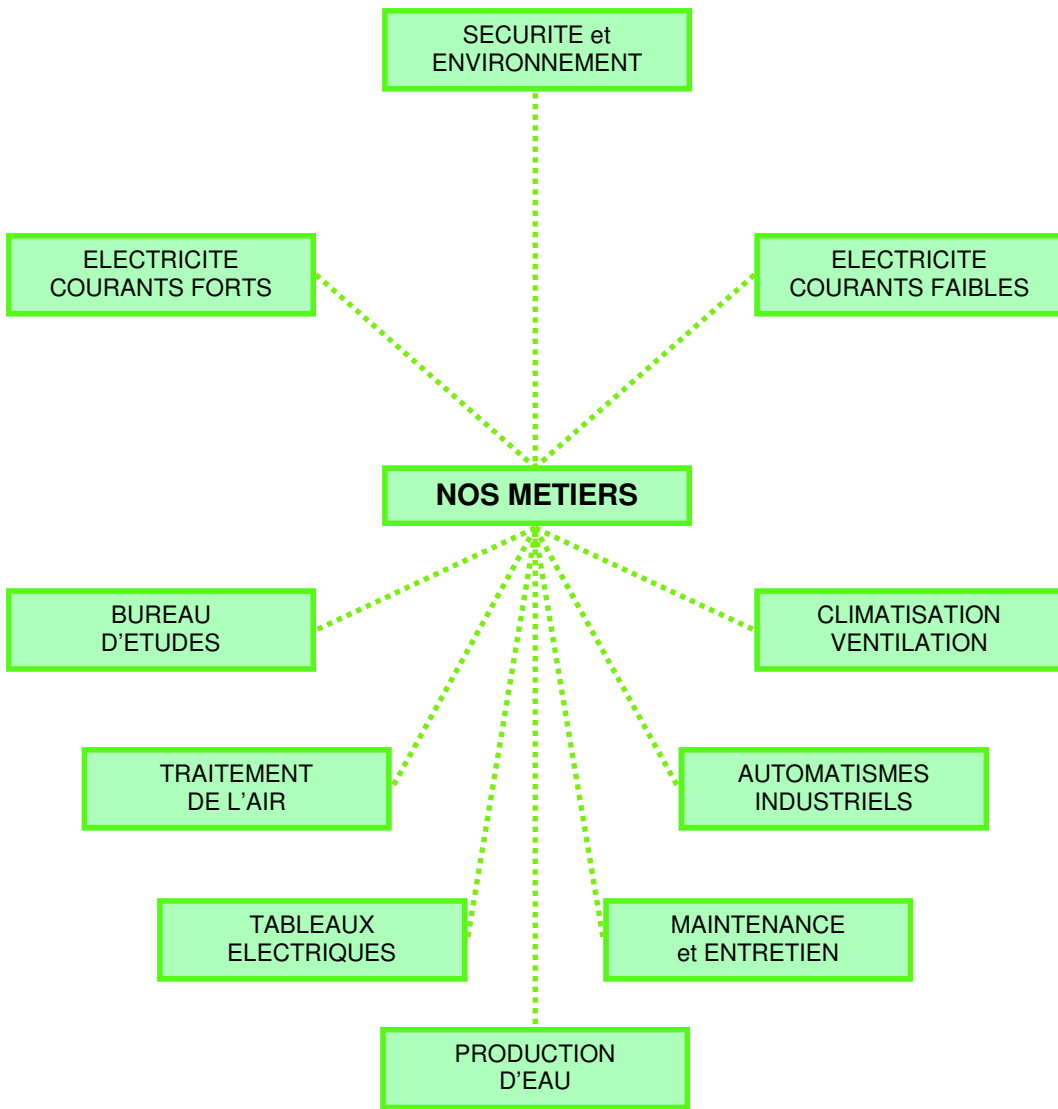 SÉCURITE et
ENVIRONNEMENT
ELECTRICITE
COURANTS FORTS
ELECTRICITE
COURANTS FAIBLES
NOS METIERS
BUREAU
D'ETUDES
CLIMATISATION
VENTILATION
TRAITEMENT
DE L'AIR
AUTOMATISMES
INDUSTRIELS
TABLEAUX
ELECTRIQUES
MAINTENANCE
et ENTRETIEN
PRODUCTION
D'EAU